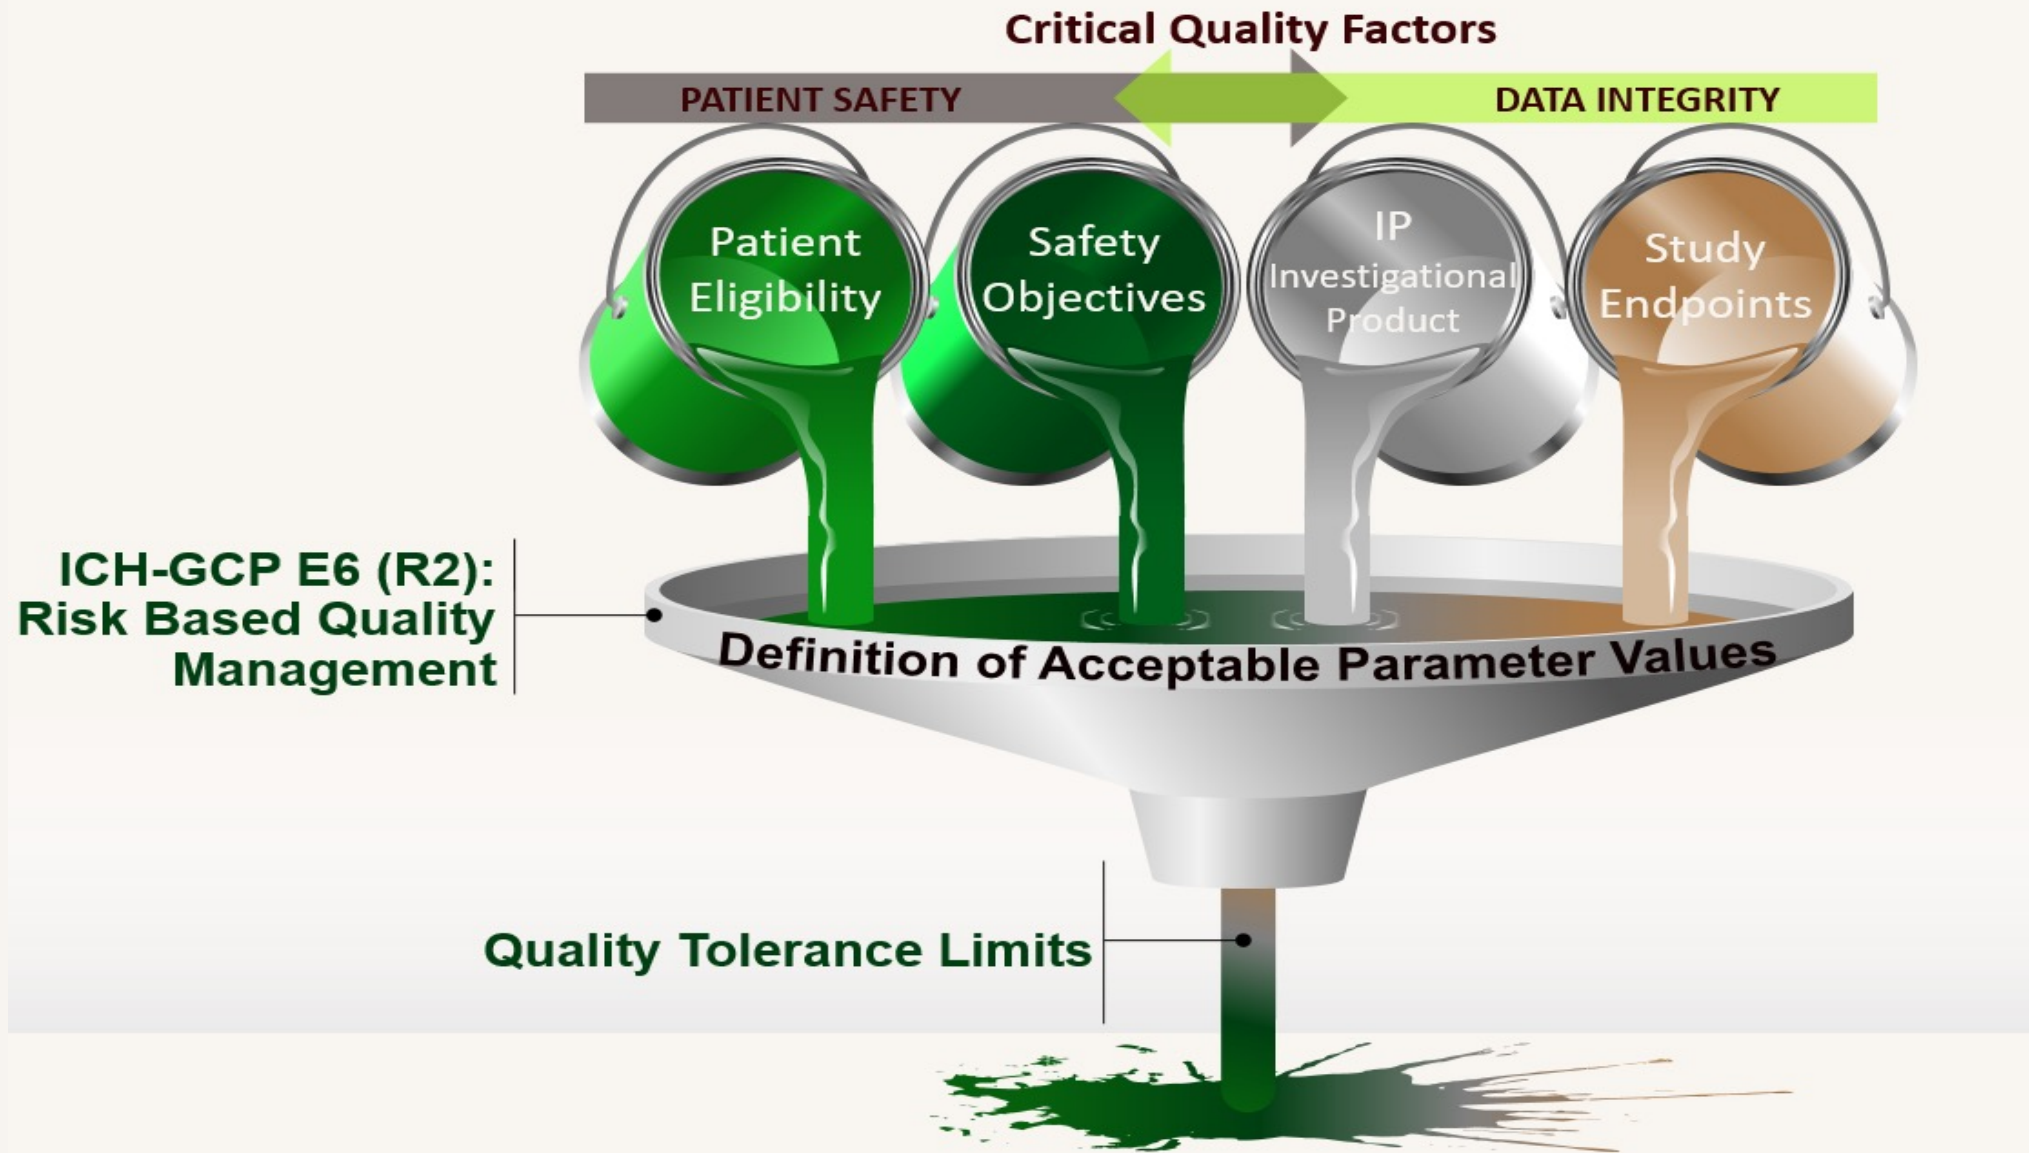 Critical Quality Factors
PATIENT SAFETY
DATA INTEGRITY
Patient
Eligibility
Safety
Objectives
IP
Investigational
Product
Study
Endpoints
ICH-GCP E6 (R2):
Risk Based Quality
Management
Definition of Acceptable Parameter Values
Quality Tolerance Limits